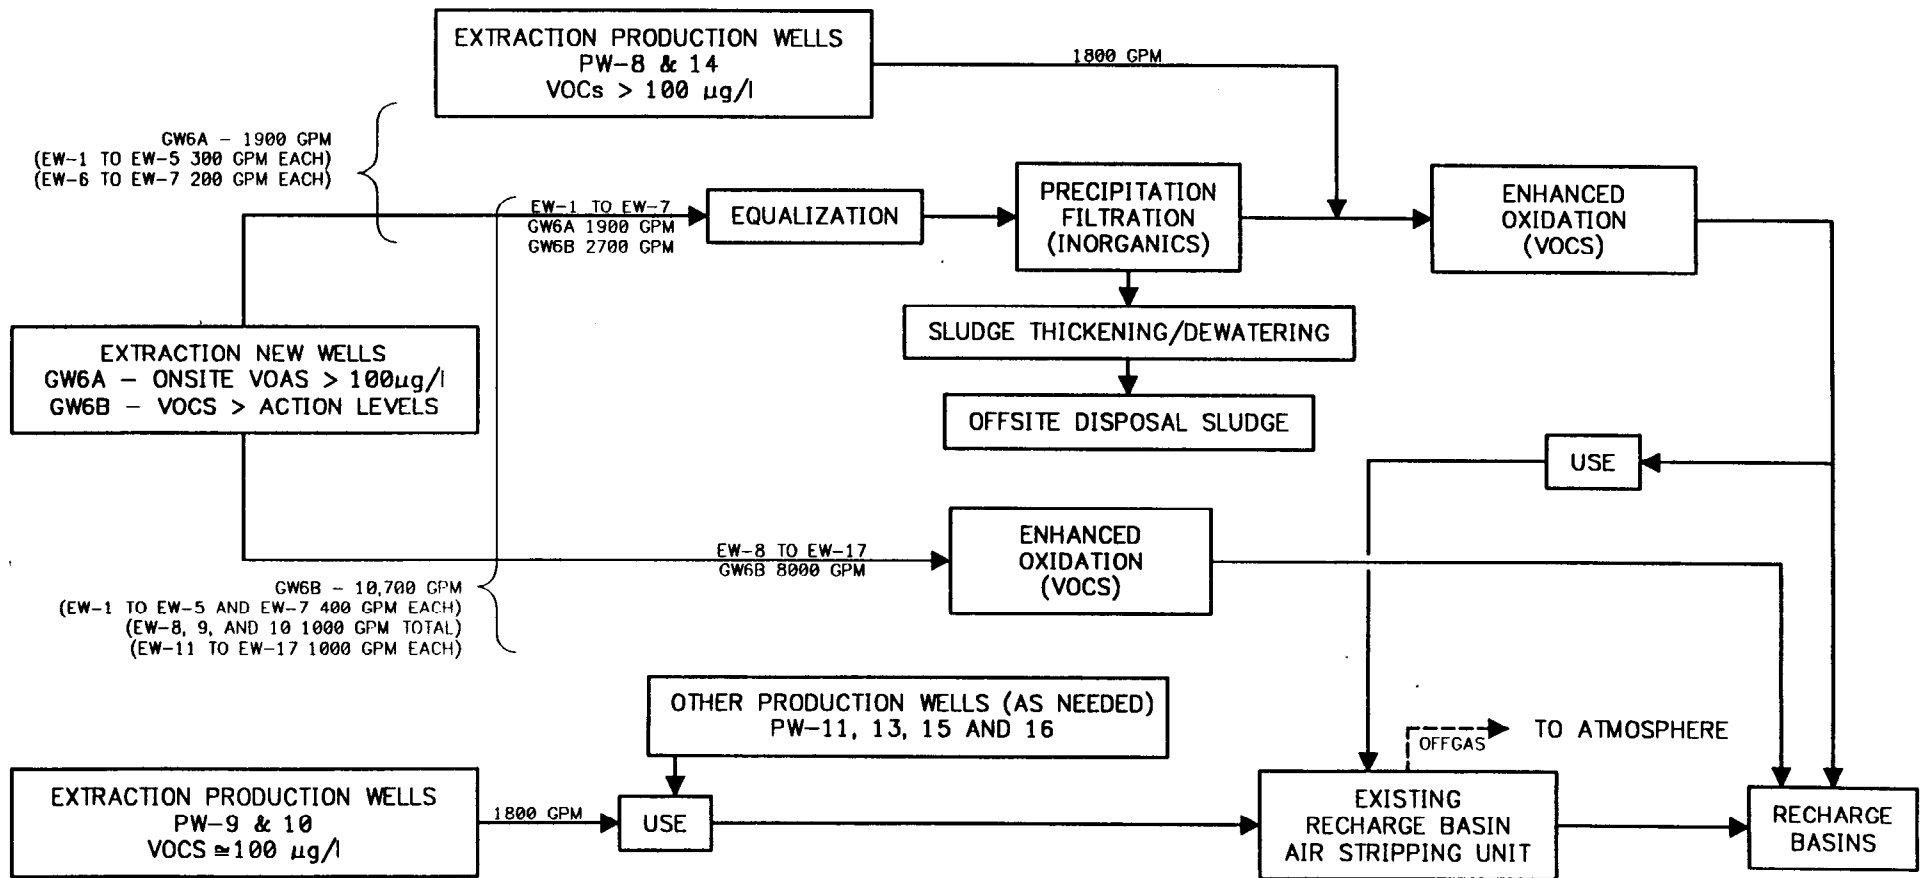 EXTRACTION PRODUCTION WELLS
PW-8 & 14
VOCs > 100 µg/l
1800 GPM
GW6A - 1900 GPM
(EW-1 TO EW-5 300 GPM EACH)
(EW-6 TO EW-7 200 GPM EACH)
EW-1 TO EW-7
GW6A 1900 GPM
GW6B 2700 GPM
EQUALIZATION
PRECIPITATION
FILTRATION
(INORGANICS)
ENHANCED
OXIDATION
(VOCS)
SLUDGE THICKENING/DEWATERING
OFFSITE DISPOSAL SLUDGE
EXTRACTION NEW WELLS
GW6A - ONSITE VOAS > 100µg/l
GW6B - VOCS > ACTION LEVELS
USE
EW-8 TO EW-17
GW6B 8000 GPM
ENHANCED
OXIDATION
(VOCS)
GW6B - 10,700 GPM
(EW-1 TO EW-5 AND EW-7 400 GPM EACH)
(EW-8, 9, AND 10 1000 GPM TOTAL)
(EW-11 TO EW-17 1000 GPM EACH)
OTHER PRODUCTION WELLS (AS NEEDED)
PW-11, 13, 15 AND 16
OFFGAS
TO ATMOSPHERE
EXTRACTION PRODUCTION WELLS
PW-9 & 10
VOCS ≅100 µg/l
1800 GPM
USE
EXISTING
RECHARGE BASIN
AIR STRIPPING UNIT
RECHARGE
BASINS